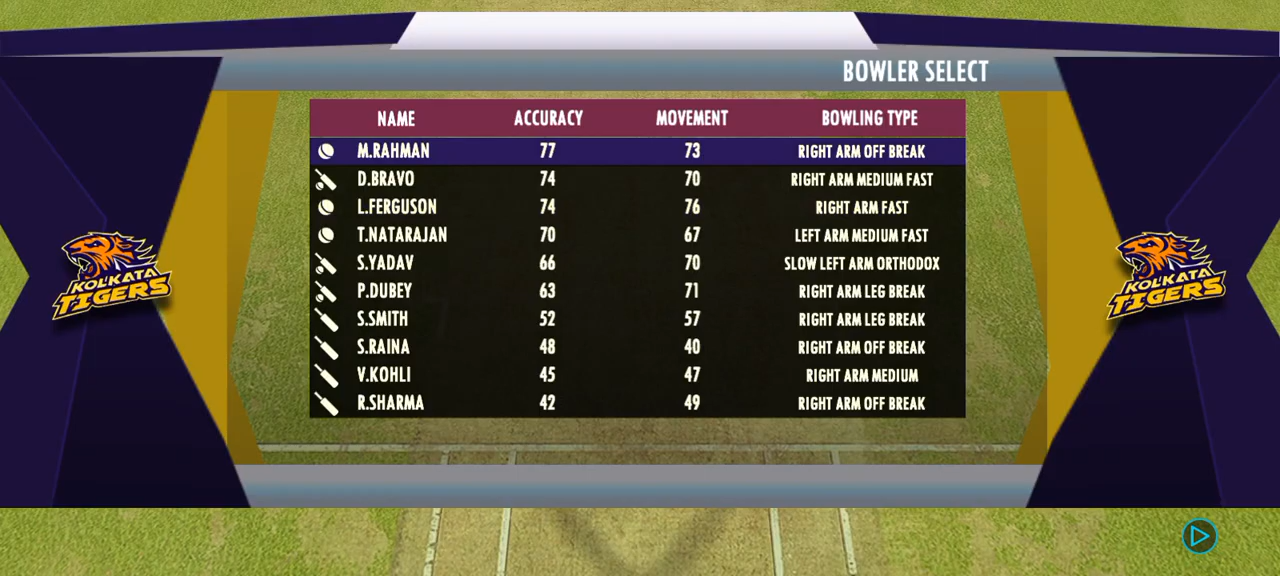 BOWLER SELECT
NAME ACCURACY MOVEMENT BOWLING TYPE
M.RAHMAN 77 73 RIGHT ARM OFF BREAK
D.BRAVO 74 70 RIGHT ARM MEDIUM FAST
L.FERGUSON 74 76 RIGHT ARM FAST
T.NATARAJAN 70 67 LEFT ARM MEDIUM FAST
S.YADAV 66 70 SLOW LEFT ARM ORTHODOX
P.DUBEY 63 71 RIGHT ARM LEG BREAK
S.SMITH 52 57 RIGHT ARM LEG BREAK
S.RAINA 48 40 RIGHT ARM OFF BREAK
V.KOHLI 45 47 RIGHT ARM MEDIUM
R.SHARMA 42 49 RIGHT ARM OFF BREAK
KOLKATA
TIGERS
KOLKATA
TIGERS